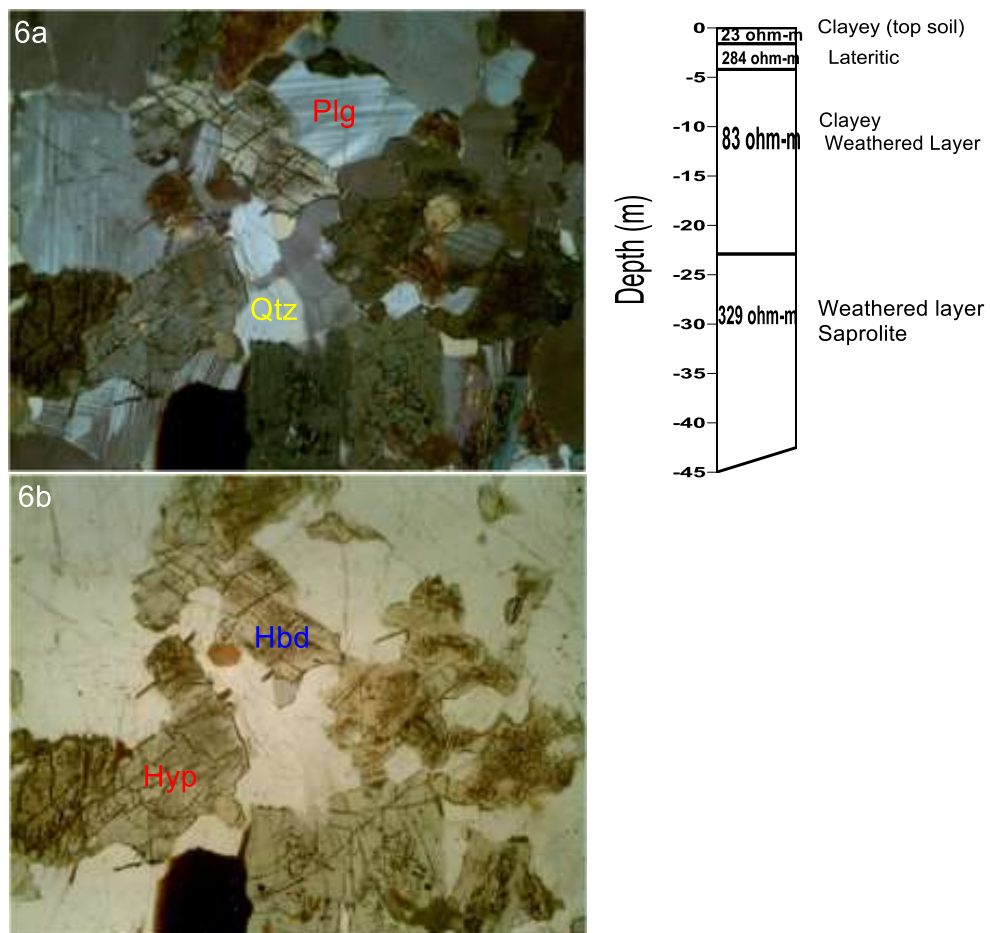 6a
Plg
Qtz
6b
Hbd
Hyp
Depth (m)
0
-5
-10
-15
-20
-25
-30
-35
-40
-45
23 ohm-m
284 ohm-m
83 ohm-m
329 ohm-m
Clayey (top soil)
Lateritic
Clayey
Weathered Layer
Weathered layer
Saprolite